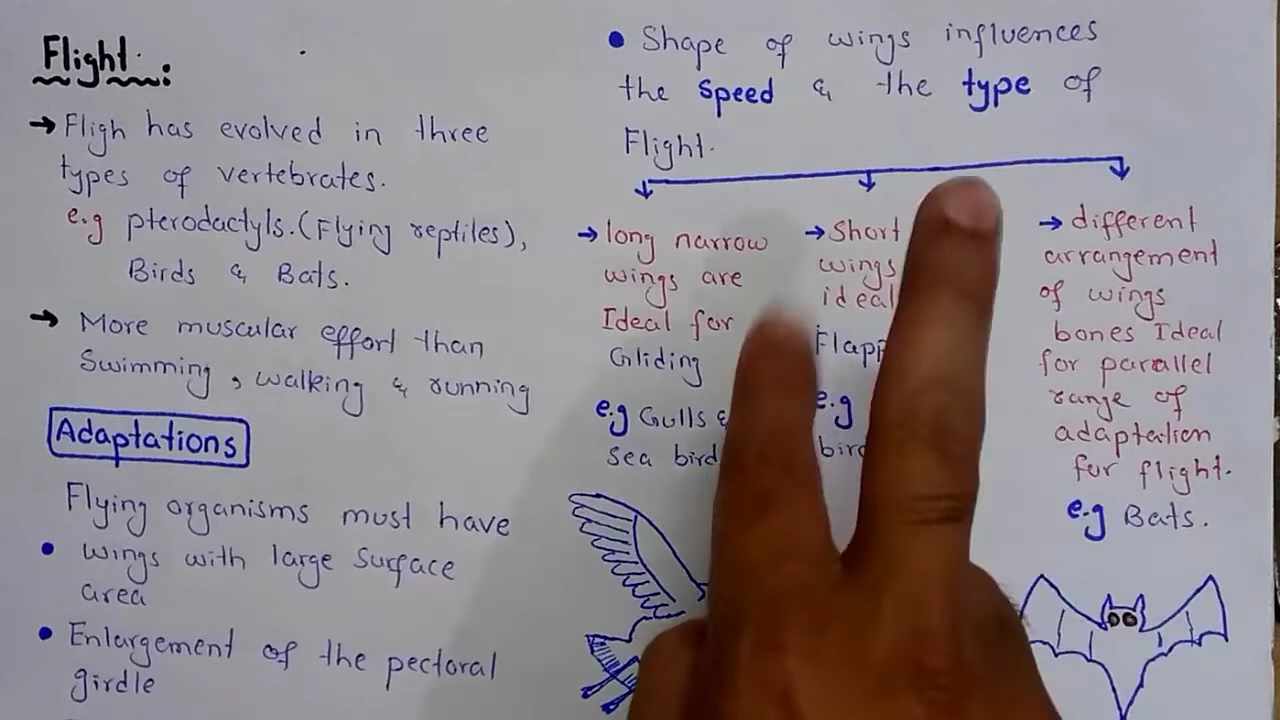 Flight:
→ Fligh has evolved in three
types of vertebrates.
e.g pterodactyls.(Flying reptiles),
Birds & Bats.
→ More muscular effort than
Swimming, walking & running
Adaptations
Flying organisms must have
• wings with large surface
area
• Enlargement of the pectoral
girdle
• Shape of wings influences
the speed & the type of
Flight.
→ long narrow
wings are
Ideal for
Gliding
e.g Gulls &
sea bird
→ Short
wings
ideal
e.g
→ different
arrangement
of wings
bones Ideal
for parallel
range of
adaptation
for flight.
e.g Bats.